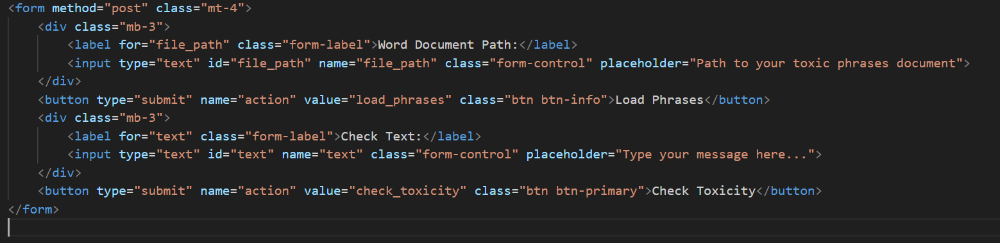 <form method="post" class="mt-4">
    <div class="mb-3">
        <label for="file_path" class="form-label">Word Document Path:</label>
        <input type="text" id="file_path" name="file_path" class="form-control" placeholder="Path to your toxic phrases document">
    </div>
    <button type="submit" name="action" value="load_phrases" class="btn btn-info">Load Phrases</button>
    <div class="mb-3">
        <label for="text" class="form-label">Check Text:</label>
        <input type="text" id="text" name="text" class="form-control" placeholder="Type your message here...">
    </div>
    <button type="submit" name="action" value="check_toxicity" class="btn btn-primary">Check Toxicity</button>
</form>